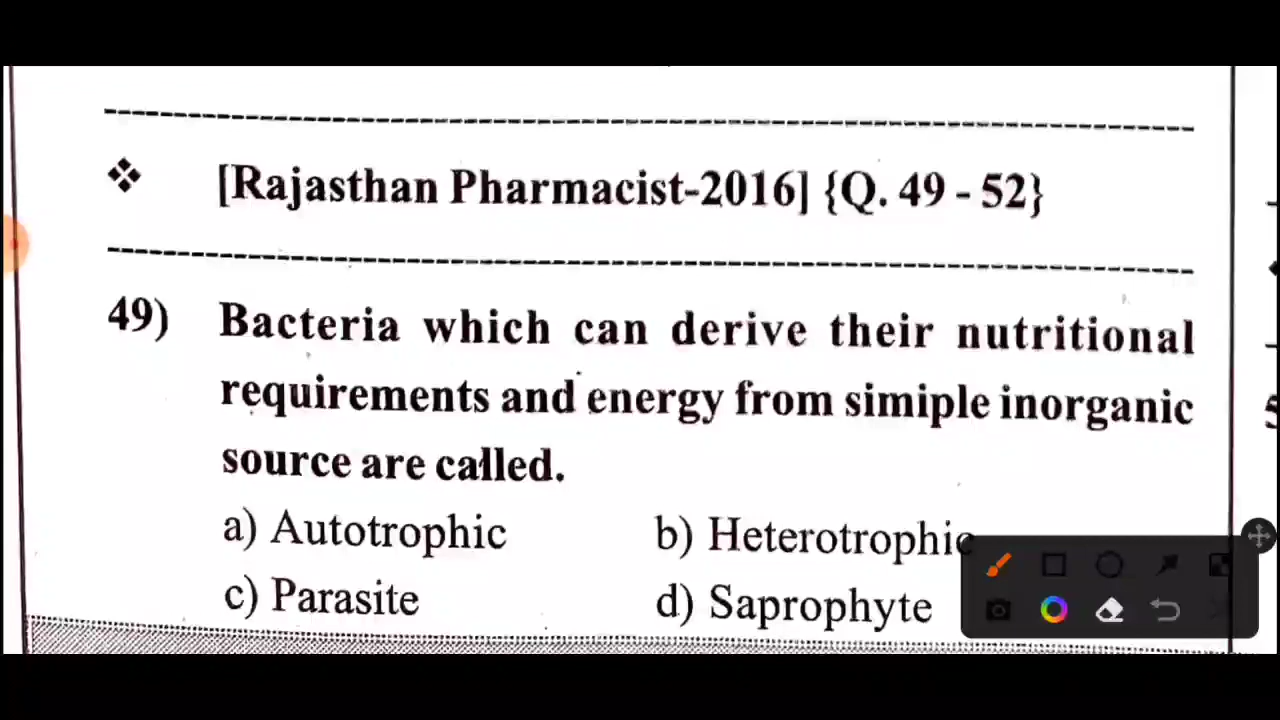 ❖ [Rajasthan Pharmacist-2016] {Q. 49 - 52}
49) Bacteria which can derive their nutritional
requirements and energy from simiple inorganic
source are called.
a) Autotrophic b) Heterotrophic
c) Parasite d) Saprophyte